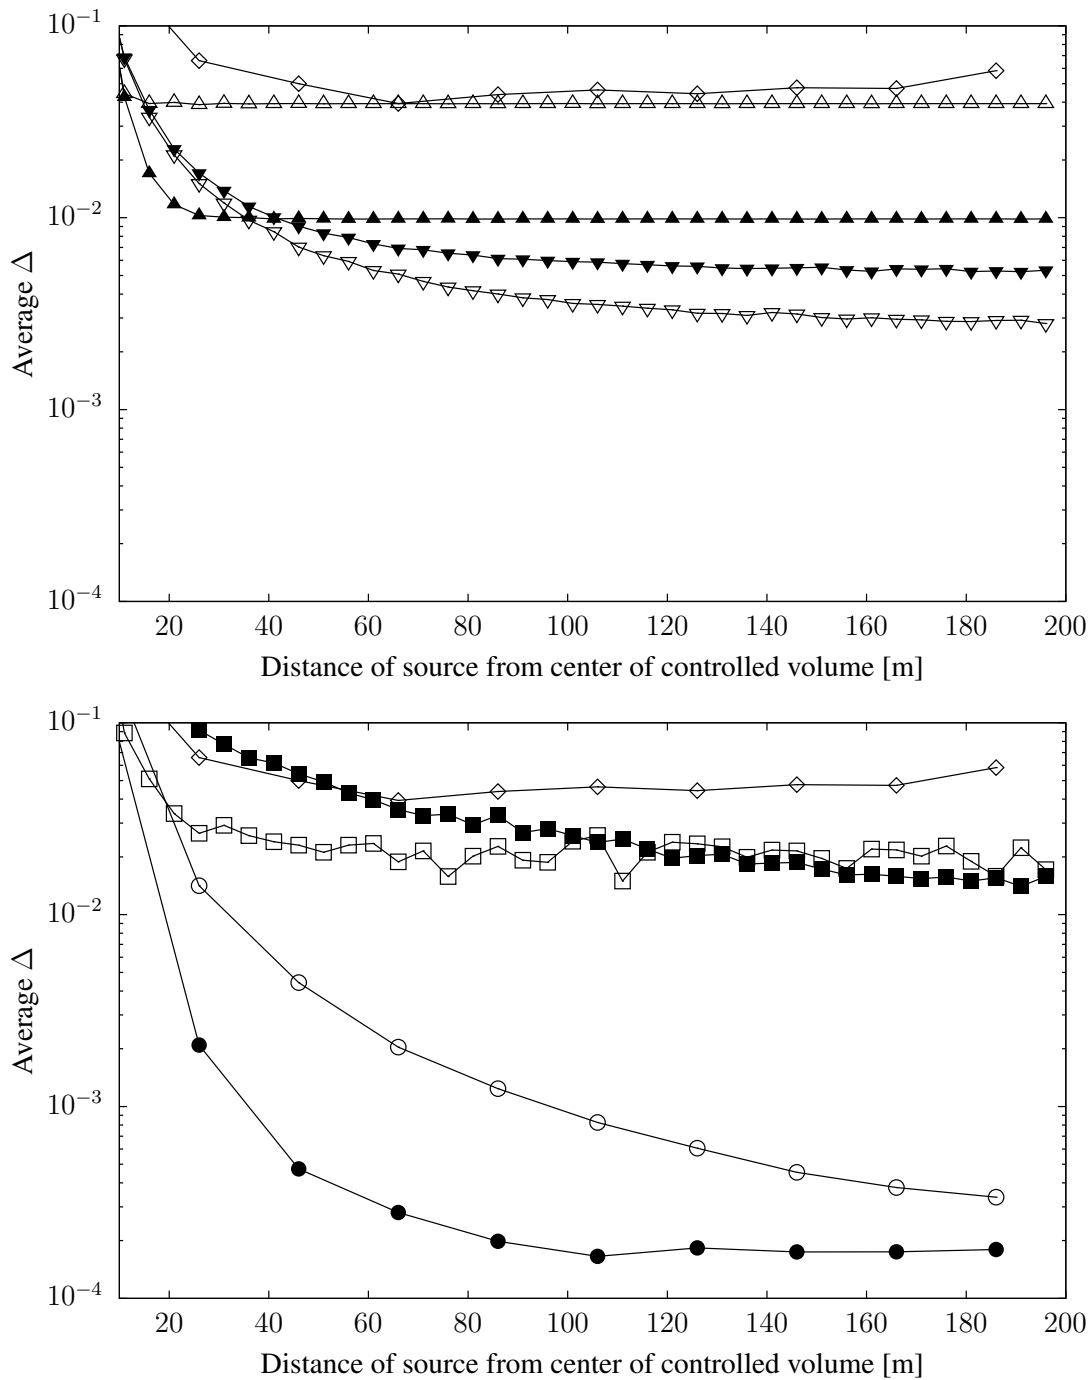 10⁻¹
10⁻²
10⁻³
10⁻⁴
Average Δ
20 40 60 80 100 120 140 160 180 200
Distance of source from center of controlled volume [m]
10⁻¹
10⁻²
10⁻³
10⁻⁴
Average Δ
20 40 60 80 100 120 140 160 180 200
Distance of source from center of controlled volume [m]